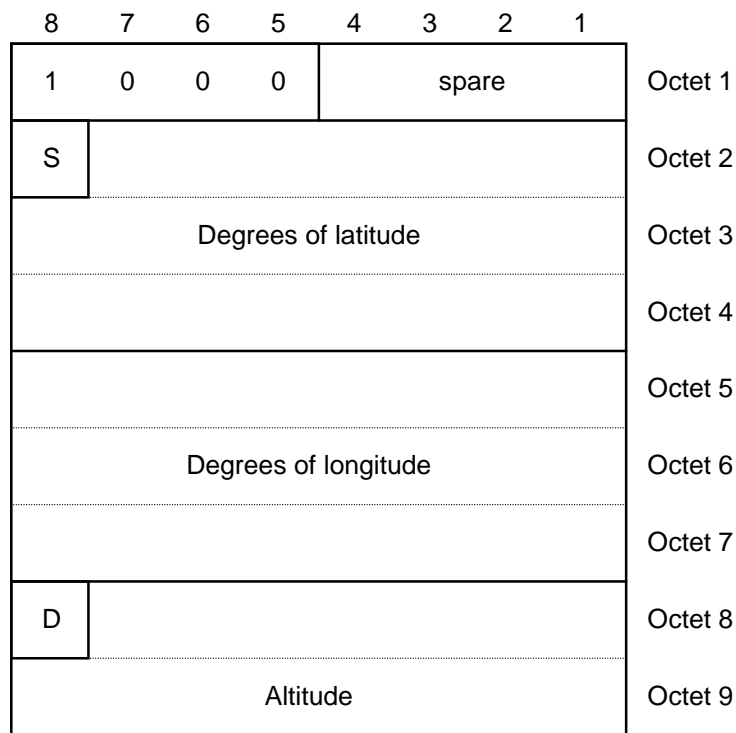 8 7 6 5 4 3 2 1
1 0 0 0 spare Octet 1
S Octet 2
Degrees of latitude Octet 3
Octet 4
Octet 5
Degrees of longitude Octet 6
Octet 7
D Octet 8
Altitude Octet 9